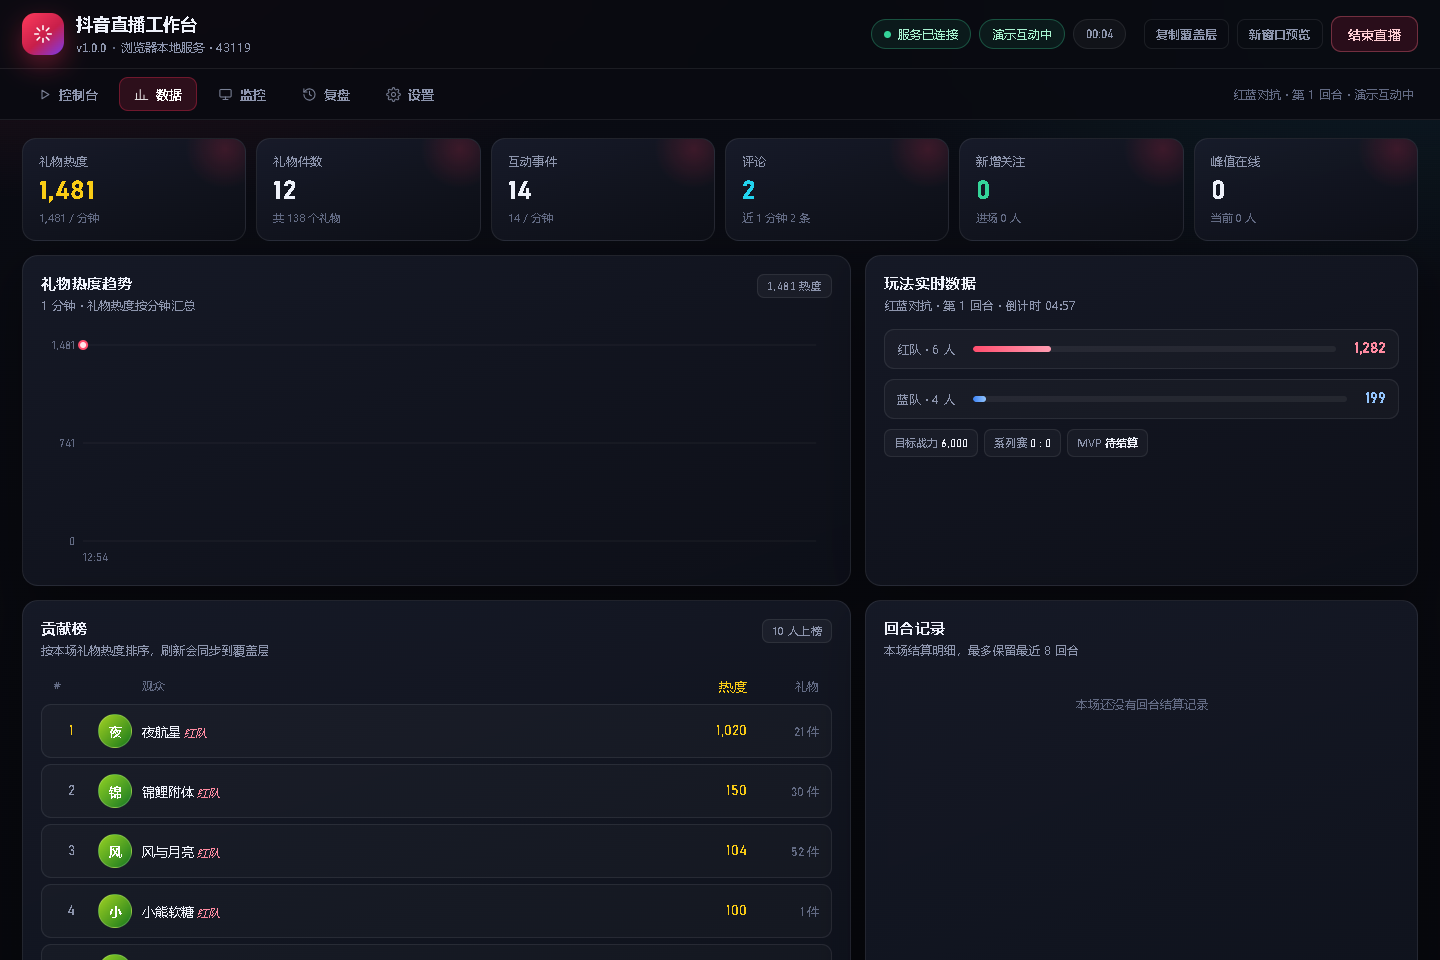 抖音直播工作台
v1.0.0 · 浏览器本地服务 · 43119
服务已连接
演示互动中
00:04
复制覆盖层
新窗口预览
结束直播
控制台
数据
监控
复盘
设置
红蓝对抗 · 第 1 回合 · 演示互动中
礼物热度
1,481
1,481 / 分钟
礼物件数
12
共 138 个礼物
互动事件
14
14 / 分钟
评论
2
近 1 分钟 2 条
新增关注
0
进场 0 人
峰值在线
0
当前 0 人
礼物热度趋势
1 分钟 · 礼物热度按分钟汇总
1,481 热度
1,481
741
0
12:54
玩法实时数据
红蓝对抗 · 第 1 回合 · 倒计时 04:57
红队 · 6 人
1,282
蓝队 · 4 人
199
目标战力 6,000
系列赛 0 : 0
MVP 待结算
贡献榜
按本场礼物热度排序，刷新会同步到覆盖层
10 人上榜
# 观众 热度 礼物
1 夜 夜航星 红队 1,020 21 件
2 锦 锦鲤附体 红队 150 30 件
3 风 风与月亮 红队 104 52 件
4 小 小熊软糖 红队 100 1 件
回合记录
本场结算明细，最多保留最近 8 回合
本场还没有回合结算记录